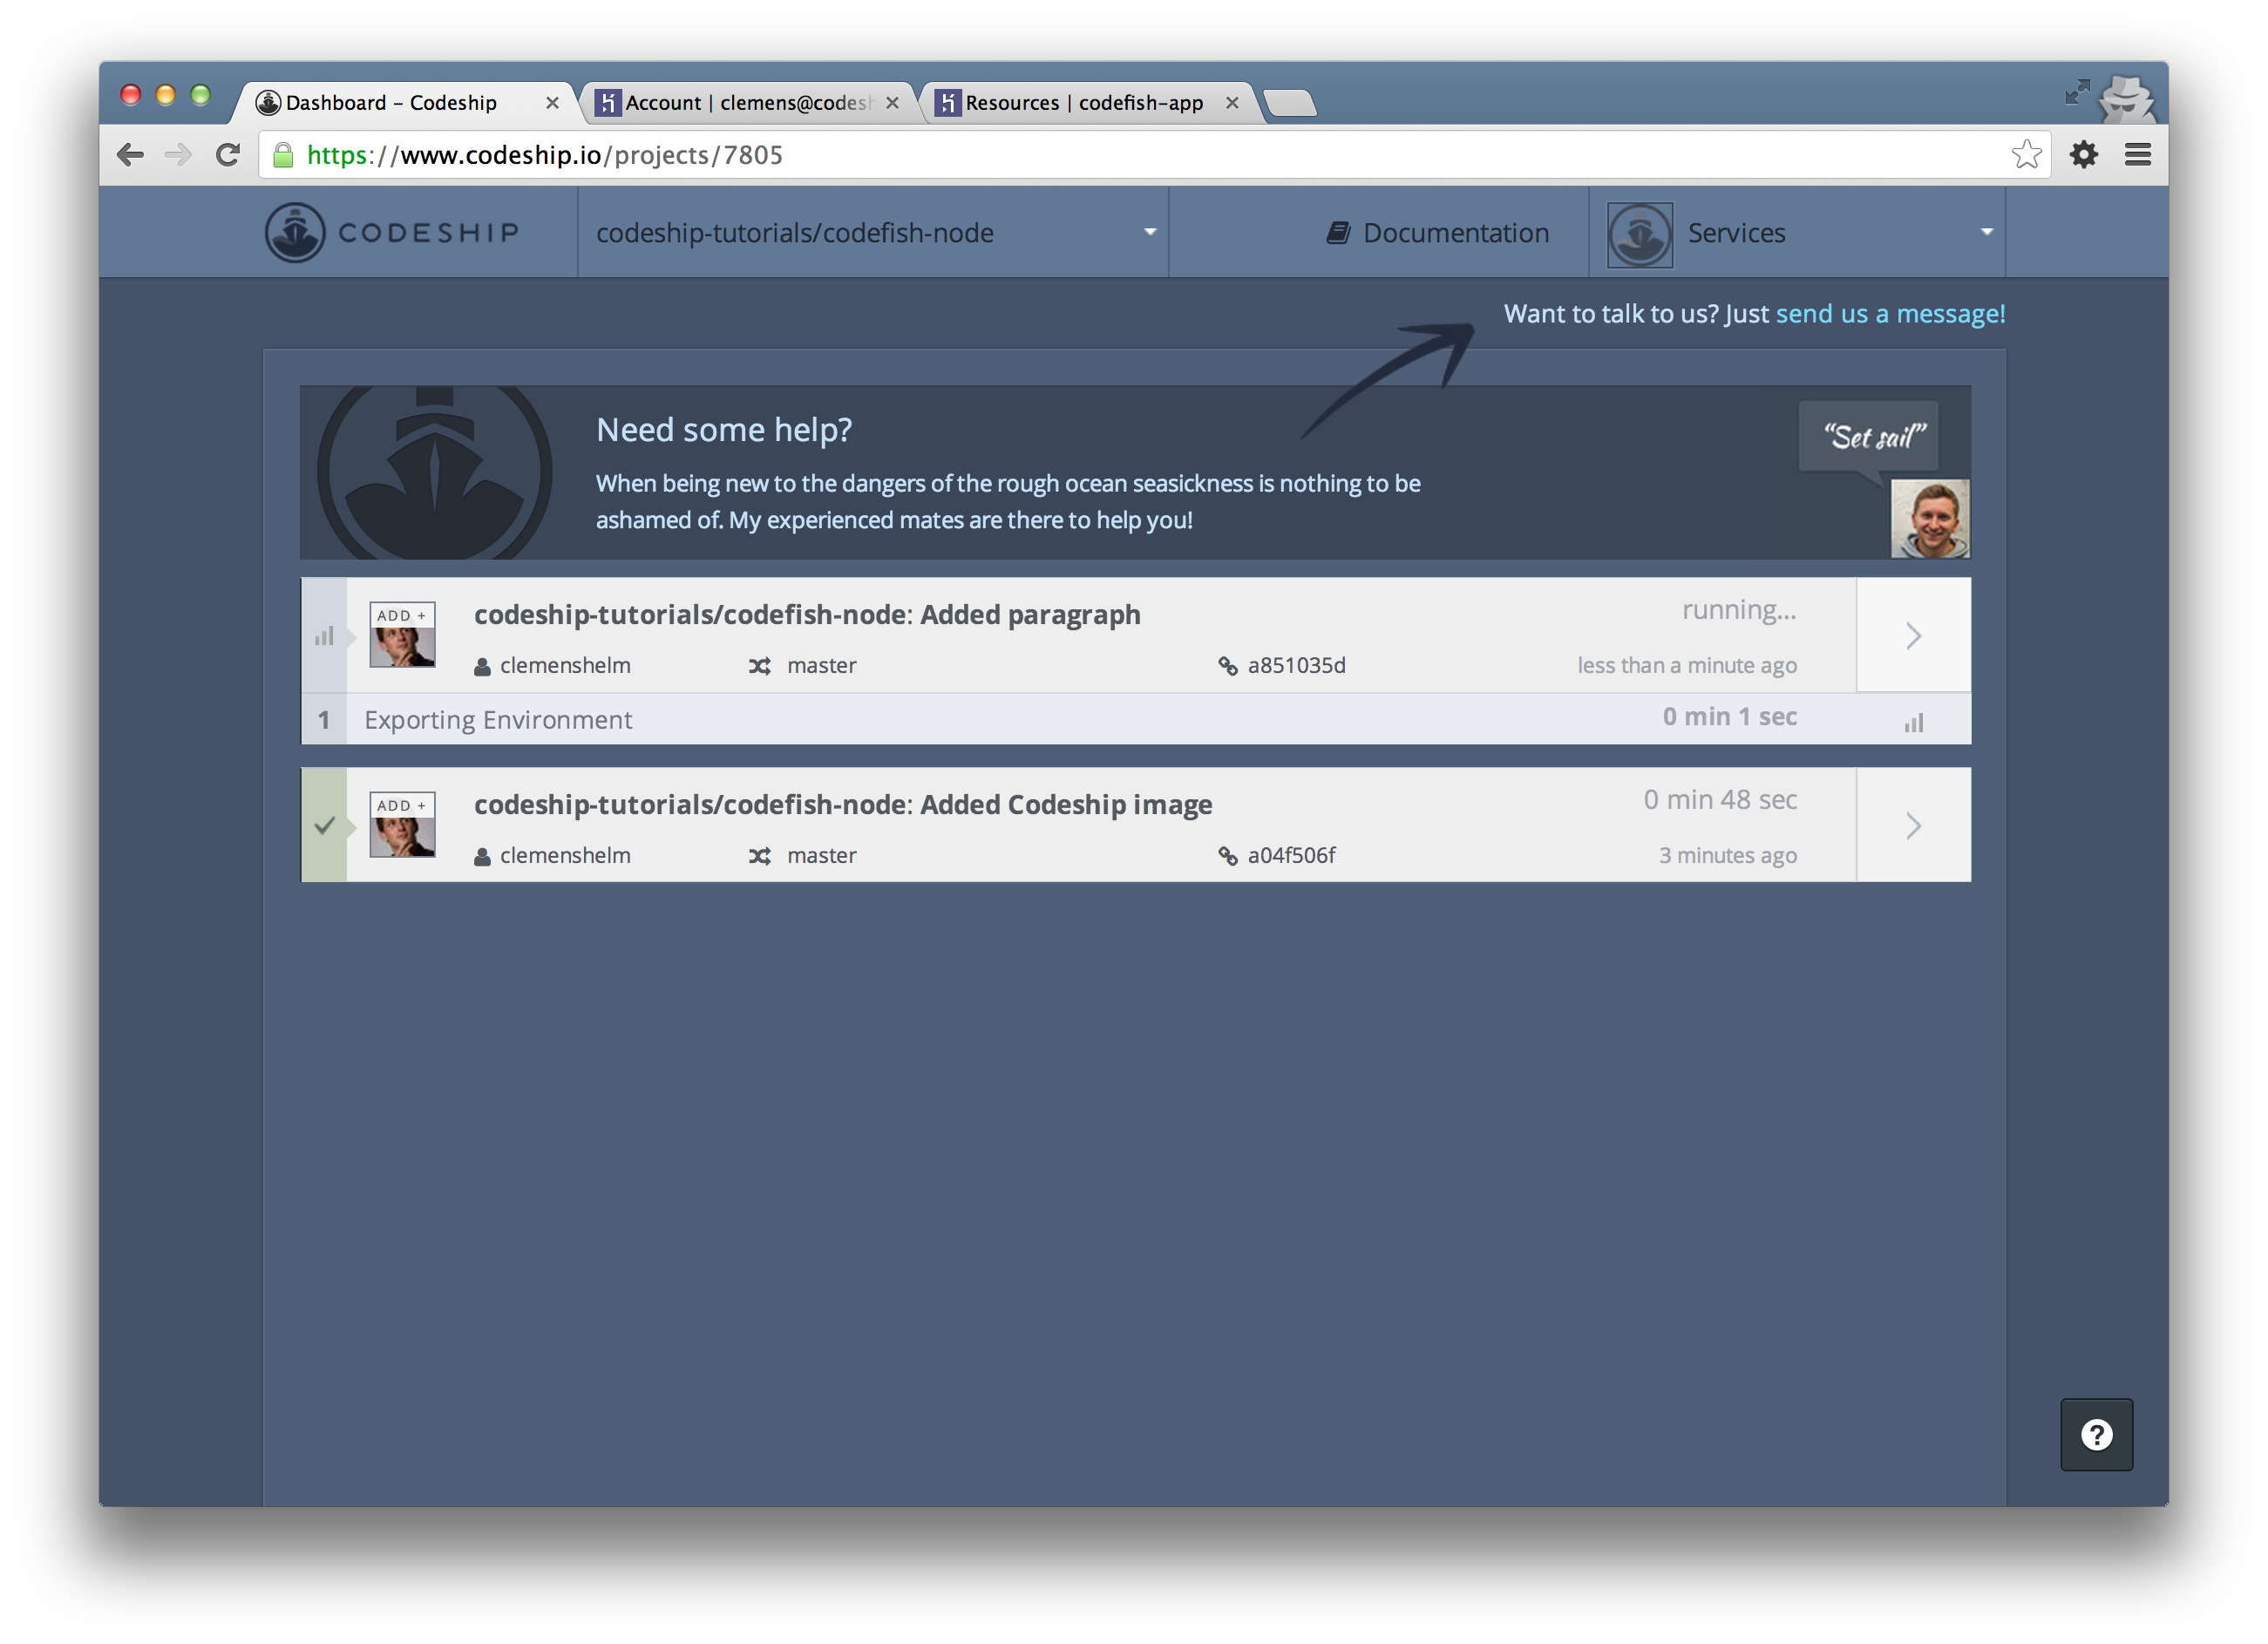 Dashboard – Codeship
Account | clemens@codesh
Resources | codefish-app
https://www.codeship.io/projects/7805
CODESHIP
codeship-tutorials/codefish-node
Documentation
Services
Want to talk to us? Just send us a message!
Need some help?
When being new to the dangers of the rough ocean seasickness is nothing to be
ashamed of. My experienced mates are there to help you!
“Set sail”
ADD +
codeship-tutorials/codefish-node: Added paragraph
running...
clemenshelm
master
a851035d
less than a minute ago
1
Exporting Environment
0 min 1 sec
ADD +
codeship-tutorials/codefish-node: Added Codeship image
0 min 48 sec
clemenshelm
master
a04f506f
3 minutes ago
?